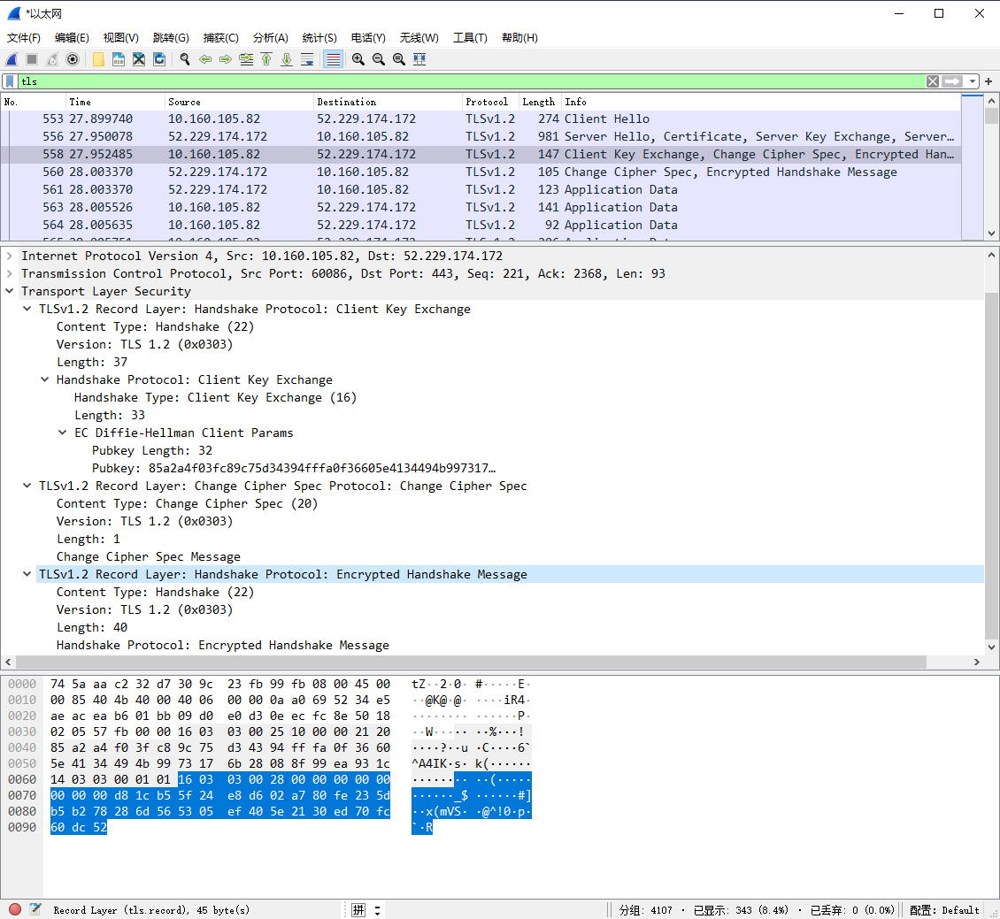 *以太网
文件(F) 编辑(E) 视图(V) 跳转(G) 捕获(C) 分析(A) 统计(S) 电话(Y) 无线(W) 工具(T) 帮助(H)
tls
No. Time Source Destination Protocol Length Info
553 27.899740 10.160.105.82 52.229.174.172 TLSv1.2 274 Client Hello
556 27.950078 52.229.174.172 10.160.105.82 TLSv1.2 981 Server Hello, Certificate, Server Key Exchange, Server…
558 27.952485 10.160.105.82 52.229.174.172 TLSv1.2 147 Client Key Exchange, Change Cipher Spec, Encrypted Han…
560 28.003370 52.229.174.172 10.160.105.82 TLSv1.2 105 Change Cipher Spec, Encrypted Handshake Message
561 28.003370 52.229.174.172 10.160.105.82 TLSv1.2 123 Application Data
563 28.005526 10.160.105.82 52.229.174.172 TLSv1.2 141 Application Data
564 28.005635 10.160.105.82 52.229.174.172 TLSv1.2 92 Application Data
Internet Protocol Version 4, Src: 10.160.105.82, Dst: 52.229.174.172
Transmission Control Protocol, Src Port: 60086, Dst Port: 443, Seq: 221, Ack: 2368, Len: 93
Transport Layer Security
TLSv1.2 Record Layer: Handshake Protocol: Client Key Exchange
Content Type: Handshake (22)
Version: TLS 1.2 (0x0303)
Length: 37
Handshake Protocol: Client Key Exchange
Handshake Type: Client Key Exchange (16)
Length: 33
EC Diffie-Hellman Client Params
Pubkey Length: 32
Pubkey: 85a2a4f03fc89c75d34394fffa0f36605e4134494b997317…
TLSv1.2 Record Layer: Change Cipher Spec Protocol: Change Cipher Spec
Content Type: Change Cipher Spec (20)
Version: TLS 1.2 (0x0303)
Length: 1
Change Cipher Spec Message
TLSv1.2 Record Layer: Handshake Protocol: Encrypted Handshake Message
Content Type: Handshake (22)
Version: TLS 1.2 (0x0303)
Length: 40
Handshake Protocol: Encrypted Handshake Message
0000 74 5a aa c2 32 d7 30 9c 23 fb 99 fb 08 00 45 00 tZ··2·0· #·····E·
0010 00 85 40 4b 40 00 40 06 00 00 0a a0 69 52 34 e5 ··@K@·@· ····iR4·
0020 ae ac ea b6 01 bb 09 d0 e0 d3 0e ec fc 8e 50 18 ········ ······P·
0030 02 05 57 fb 00 00 16 03 03 00 25 10 00 00 21 20 ··W····· ··%···!
0040 85 a2 a4 f0 3f c8 9c 75 d3 43 94 ff fa 0f 36 60 ····?··u ·C····6`
0050 5e 41 34 49 4b 99 73 17 6b 28 08 8f 99 ea 93 1c ^A4IK·s· k(······
0060 14 03 03 00 01 01 16 03 03 00 28 00 00 00 00 00 ········ ··(·····
0070 00 00 00 d8 1c b5 5f 24 e8 d6 02 a7 80 fe 23 5d ······_$ ······#]
0080 b5 b2 78 28 6d 56 53 05 ef 40 5e 21 30 ed 70 fc ··x(mVS· ·@^!0·p·
0090 60 dc 52 `·R
Record Layer (tls.record), 45 byte(s) 拼 分组: 4107 · 已显示: 343 (8.4%) · 已丢弃: 0 (0.0%) 配置: Default